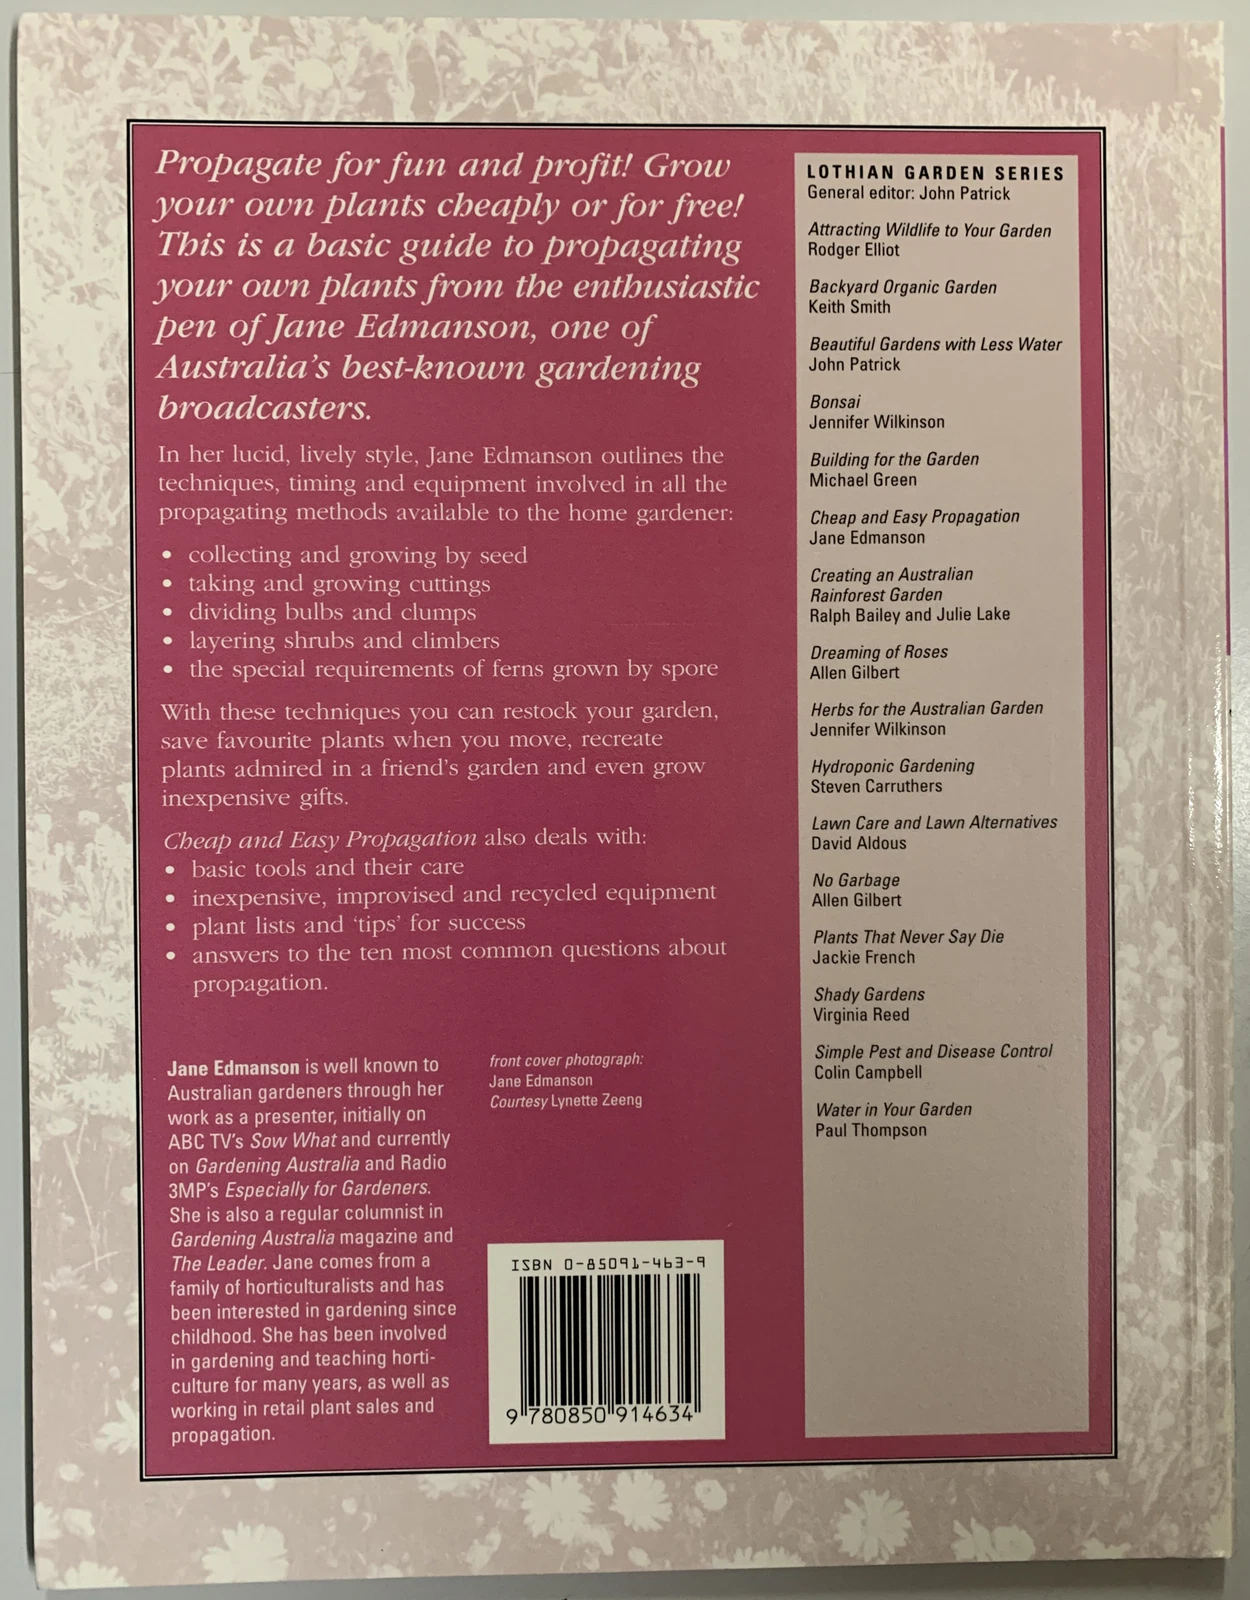 Propagate for fun and profit! Grow
your own plants cheaply or for free!
This is a basic guide to propagating
your own plants from the enthusiastic
pen of Jane Edmanson, one of
Australia's best-known gardening
broadcasters.
In her lucid, lively style, Jane Edmanson outlines the
techniques, timing and equipment involved in all the
propagating methods available to the home gardener:
• collecting and growing by seed
• taking and growing cuttings
• dividing bulbs and clumps
• layering shrubs and climbers
• the special requirements of ferns grown by spore
With these techniques you can restock your garden,
save favourite plants when you move, recreate
plants admired in a friend's garden and even grow
inexpensive gifts.
Cheap and Easy Propagation also deals with:
• basic tools and their care
• inexpensive, improvised and recycled equipment
• plant lists and 'tips' for success
• answers to the ten most common questions about
propagation.
Jane Edmanson is well known to
Australian gardeners through her
work as a presenter, initially on
ABC TV's Sow What and currently
on Gardening Australia and Radio
3MP's Especially for Gardeners.
She is also a regular columnist in
Gardening Australia magazine and
The Leader. Jane comes from a
family of horticulturalists and has
been interested in gardening since
childhood. She has been involved
in gardening and teaching horti-
culture for many years, as well as
working in retail plant sales and
propagation.
front cover photograph:
Jane Edmanson
Courtesy Lynette Zeeng
ISBN 0-85091-463-9
9 780850 914634
LOTHIAN GARDEN SERIES
General editor: John Patrick
Attracting Wildlife to Your Garden
Rodger Elliot
Backyard Organic Garden
Keith Smith
Beautiful Gardens with Less Water
John Patrick
Bonsai
Jennifer Wilkinson
Building for the Garden
Michael Green
Cheap and Easy Propagation
Jane Edmanson
Creating an Australian
Rainforest Garden
Ralph Bailey and Julie Lake
Dreaming of Roses
Allen Gilbert
Herbs for the Australian Garden
Jennifer Wilkinson
Hydroponic Gardening
Steven Carruthers
Lawn Care and Lawn Alternatives
David Aldous
No Garbage
Allen Gilbert
Plants That Never Say Die
Jackie French
Shady Gardens
Virginia Reed
Simple Pest and Disease Control
Colin Campbell
Water in Your Garden
Paul Thompson